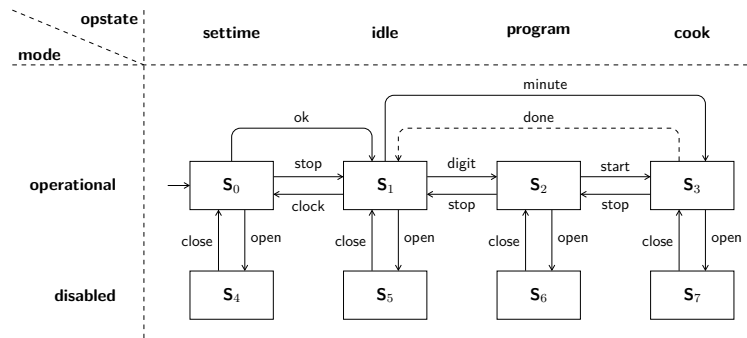 opstate
mode
settime idle program cook
minute
ok done
stop digit start
operational S0 S1 S2 S3
clock stop stop
close open close open close open close open
disabled S4 S5 S6 S7